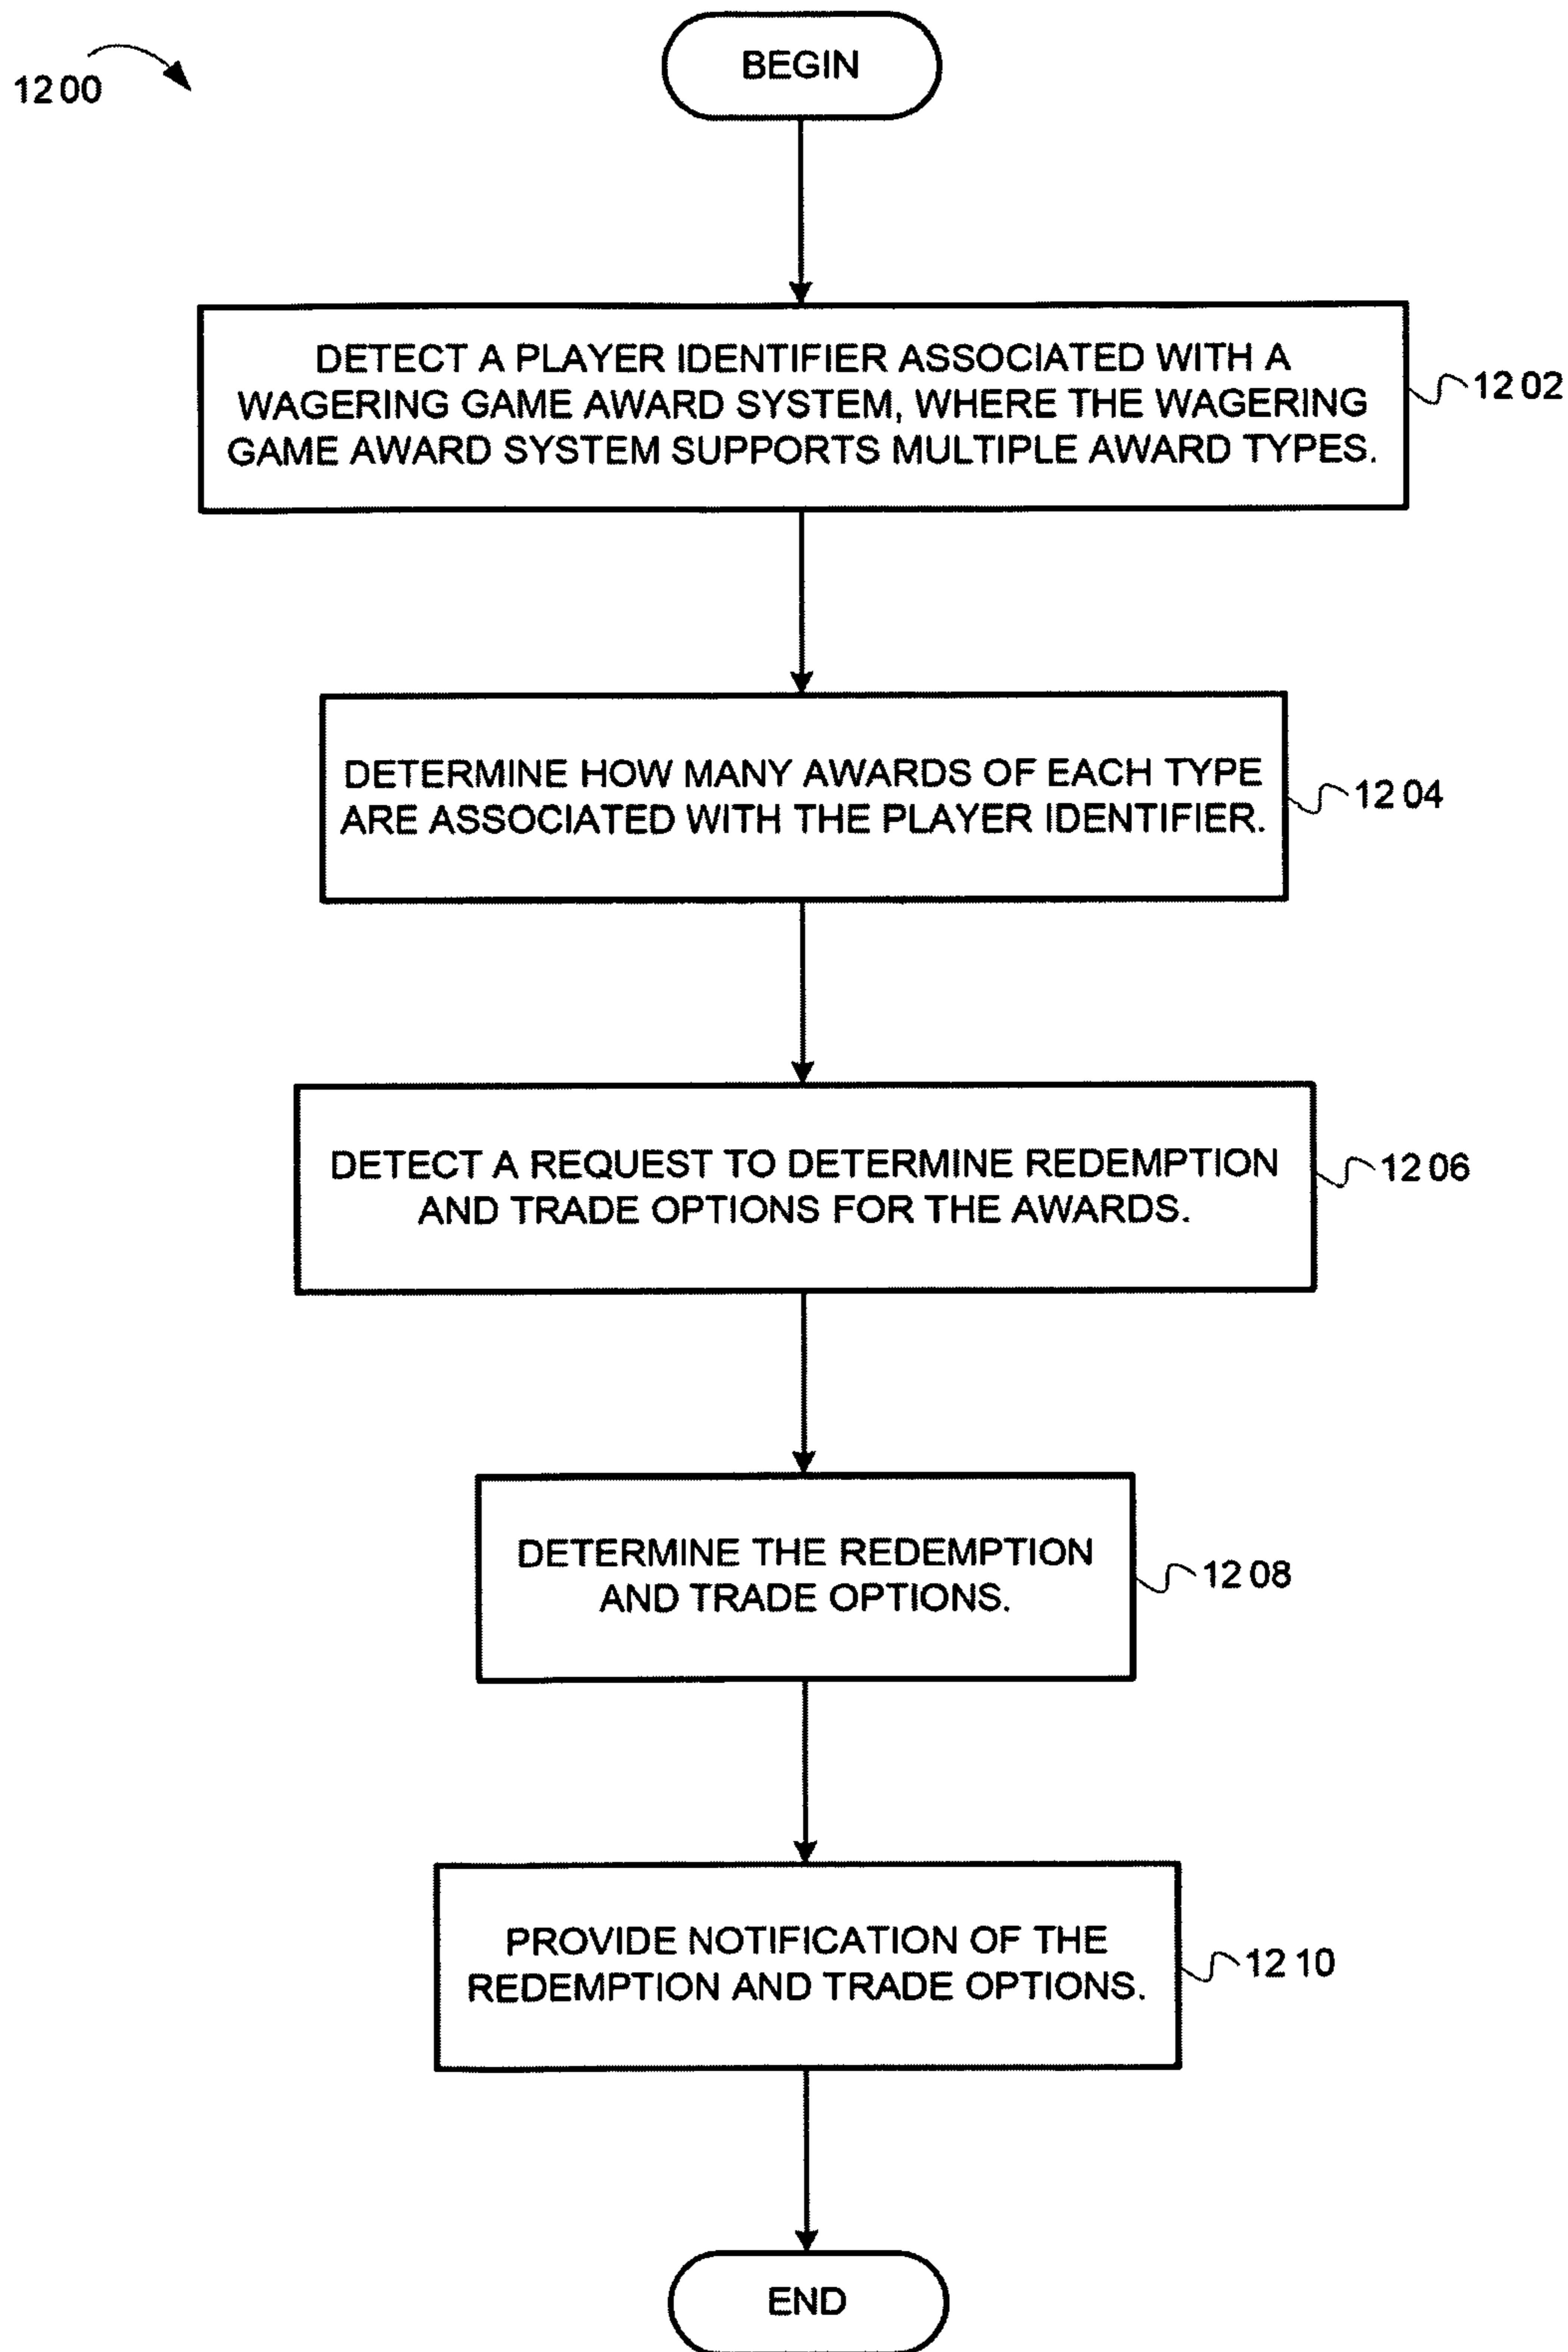 1200
BEGIN
DETECT A PLAYER IDENTIFIER ASSOCIATED WITH A
WAGERING GAME AWARD SYSTEM, WHERE THE WAGERING
GAME AWARD SYSTEM SUPPORTS MULTIPLE AWARD TYPES.
1202
DETERMINE HOW MANY AWARDS OF EACH TYPE
ARE ASSOCIATED WITH THE PLAYER IDENTIFIER.
1204
DETECT A REQUEST TO DETERMINE REDEMPTION
AND TRADE OPTIONS FOR THE AWARDS.
1206
DETERMINE THE REDEMPTION
AND TRADE OPTIONS.
1208
PROVIDE NOTIFICATION OF THE
REDEMPTION AND TRADE OPTIONS.
1210
END